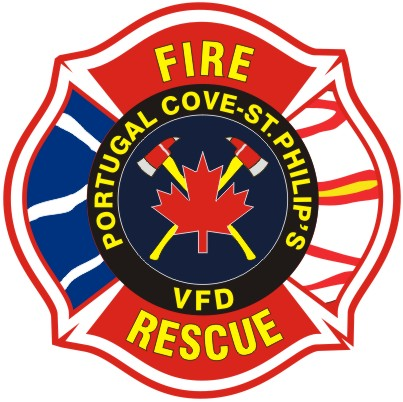 FIRE
PORTUGAL COVE-ST. PHILIP'S
VFD
RESCUE